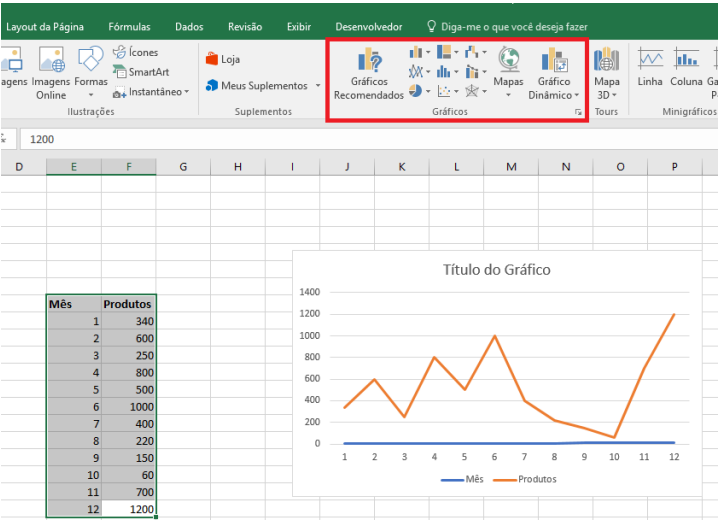 Layout da Página Fórmulas Dados Revisão Exibir Desenvolvedor Diga-me o que você deseja fazer
agens Imagens Online Formas
Ícones
SmartArt
Instantâneo
Ilustrações
Loja
Meus Suplementos
Suplementos
Gráficos Recomendados
Mapas
Gráfico Dinâmico
Gráficos
Mapa 3D
Tours
Linha Coluna Ga
P
Minigráficos
1200
D E F G H I J K L M N O P
Mês Produtos
1 340
2 600
3 250
4 800
5 500
6 1000
7 400
8 220
9 150
10 60
11 700
12 1200
Título do Gráfico
1400
1200
1000
800
600
400
200
0
1 2 3 4 5 6 7 8 9 10 11 12
Mês Produtos